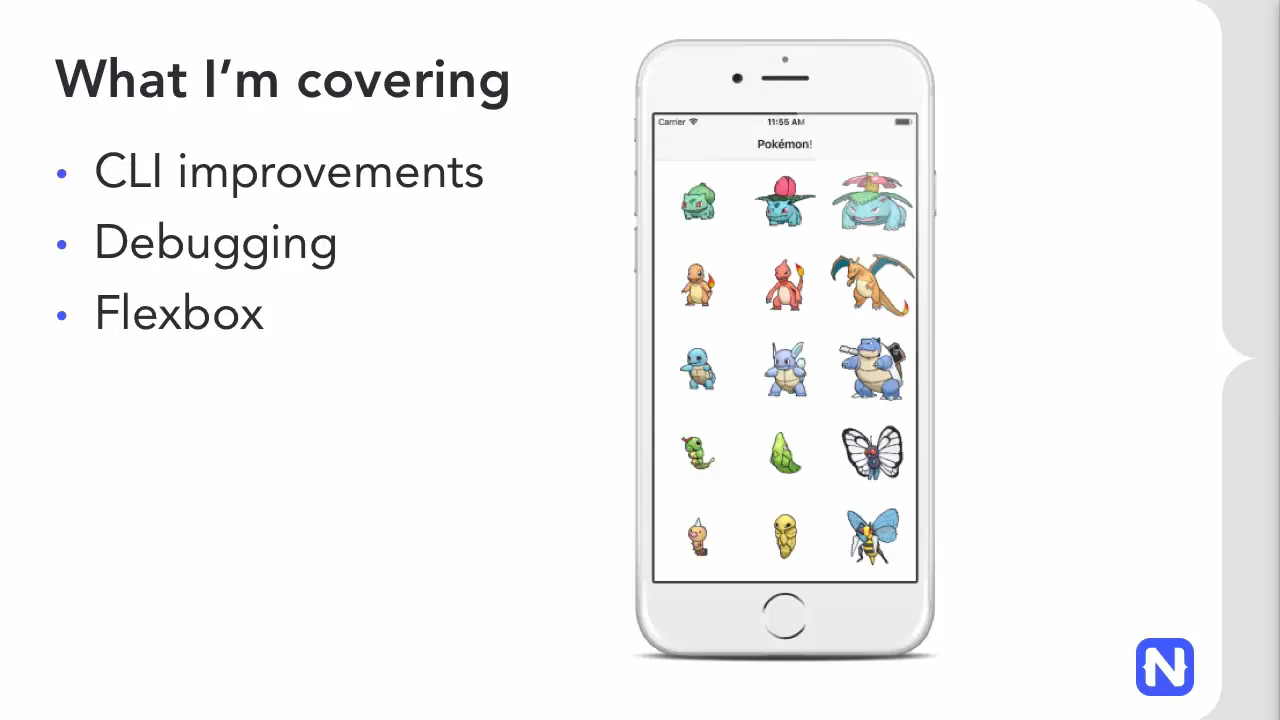 What I'm covering
• CLI improvements
• Debugging
• Flexbox
Carrier 11:55 AM
Pokémon!
N